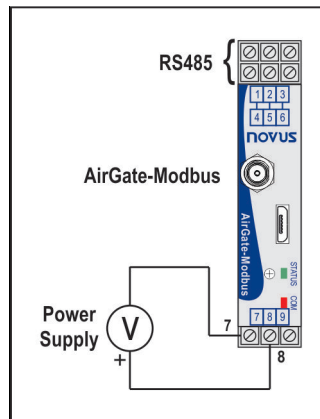 RS485
1 2 3
4 5 6
novus
AirGate-Modbus
AirGate-Modbus
STATUS
COM
Power
Supply
V
+
7
7 8 9
8